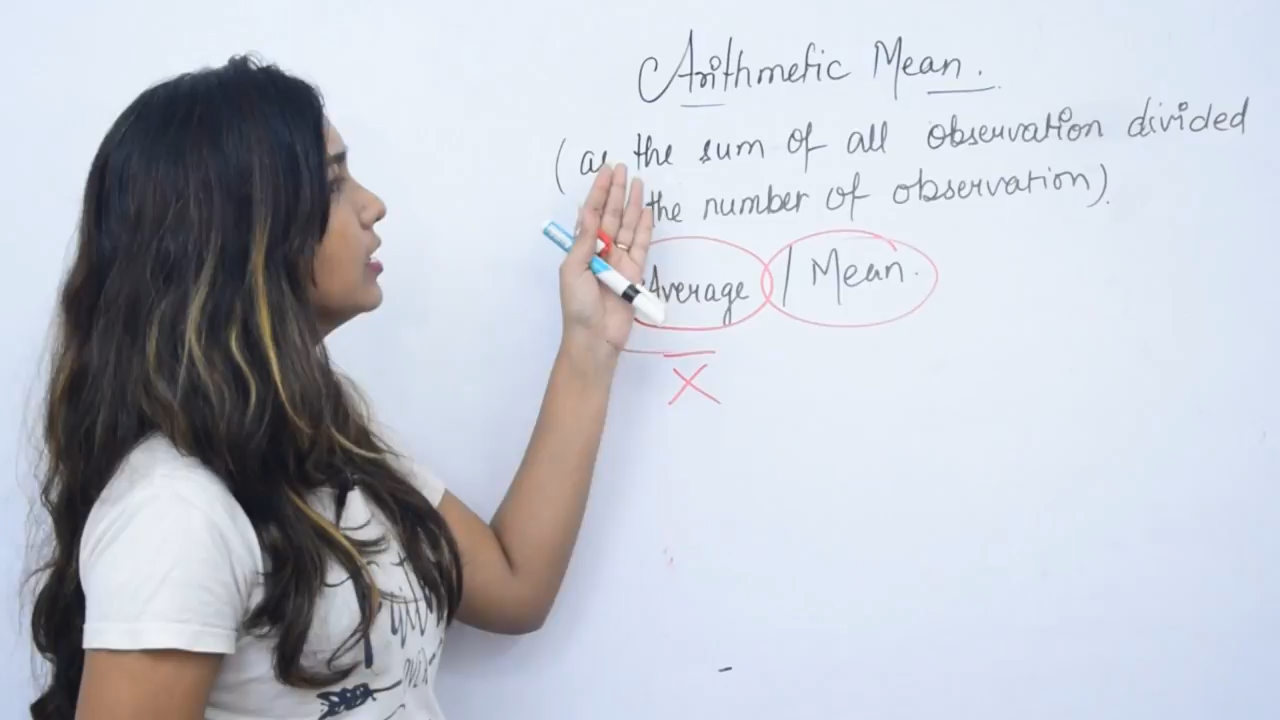 Arithmetic Mean.
(as the sum of all observation divided
the number of observation).
Average / Mean.
X̅